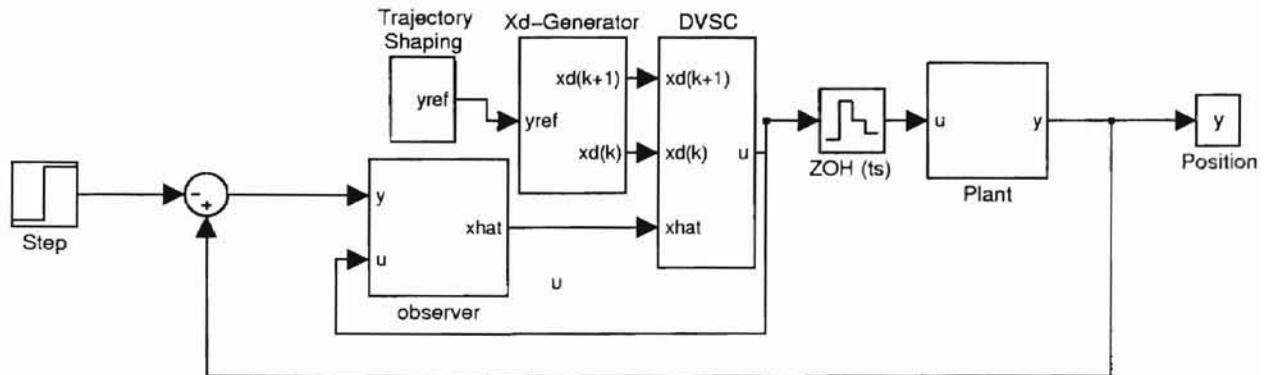 Trajectory
Shaping
Xd-Generator
DVSC
yref
yref
xd(k+1)
xd(k)
xd(k+1)
xd(k)
u
xhat
ZOH (ts)
u
y
Plant
y
Position
Step
-
+
y
u
xhat
observer
u